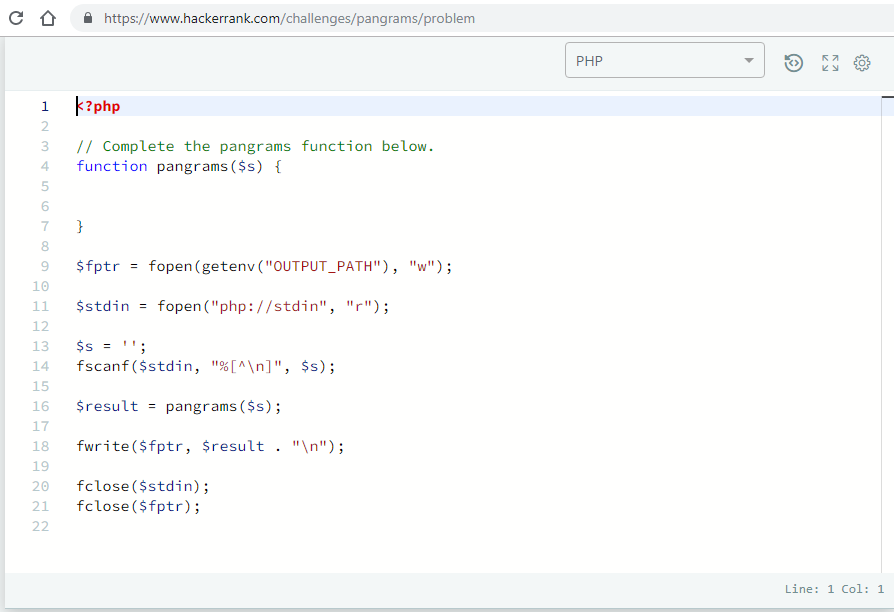 https://www.hackerrank.com/challenges/pangrams/problem
PHP
1 <?php
2
3 // Complete the pangrams function below.
4 function pangrams($s) {
5
6
7 }
8
9 $fptr = fopen(getenv("OUTPUT_PATH"), "w");
10
11 $stdin = fopen("php://stdin", "r");
12
13 $s = '';
14 fscanf($stdin, "%[^\n]", $s);
15
16 $result = pangrams($s);
17
18 fwrite($fptr, $result . "\n");
19
20 fclose($stdin);
21 fclose($fptr);
22
Line: 1 Col: 1